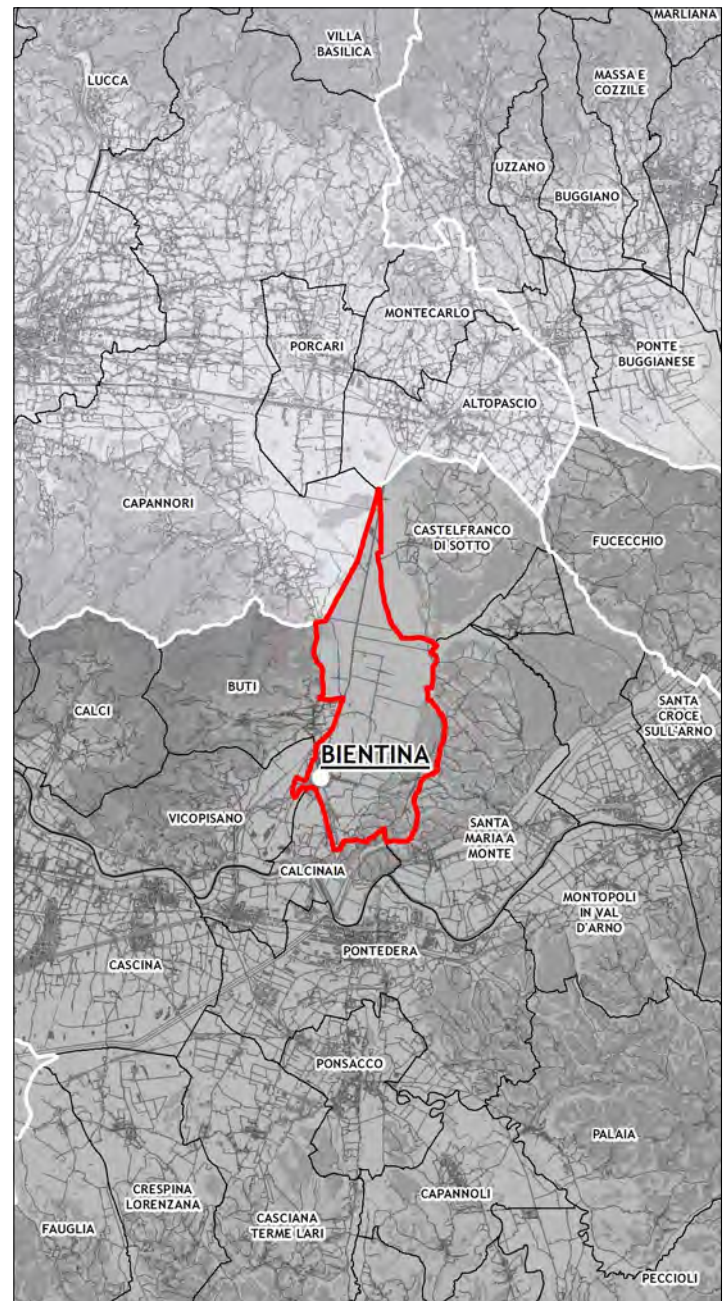 MARLIANA
VILLA
BASILICA
LUCCA
MASSA E
COZZILE
UZZANO
BUGGIANO
MONTECARLO
PORCARI
PONTE
BUGGIANESE
ALTOPASCIO
CAPANNORI
CASTELFRANCO
DI SOTTO
FUCECCHIO
BUTI
CALCI
SANTA
CROCE
SULL'ARNO
BIENTINA
VICOPISANO
SANTA
MARIA A
MONTE
CALCINAIA
MONTOPOLI
IN VAL
D'ARNO
PONTEDERA
CASCINA
PONSACCO
PALAIA
CRESPINA
LORENZANA
CAPANNOLI
CASCIANA
TERME LARI
FAUGLIA
PECCIOLI